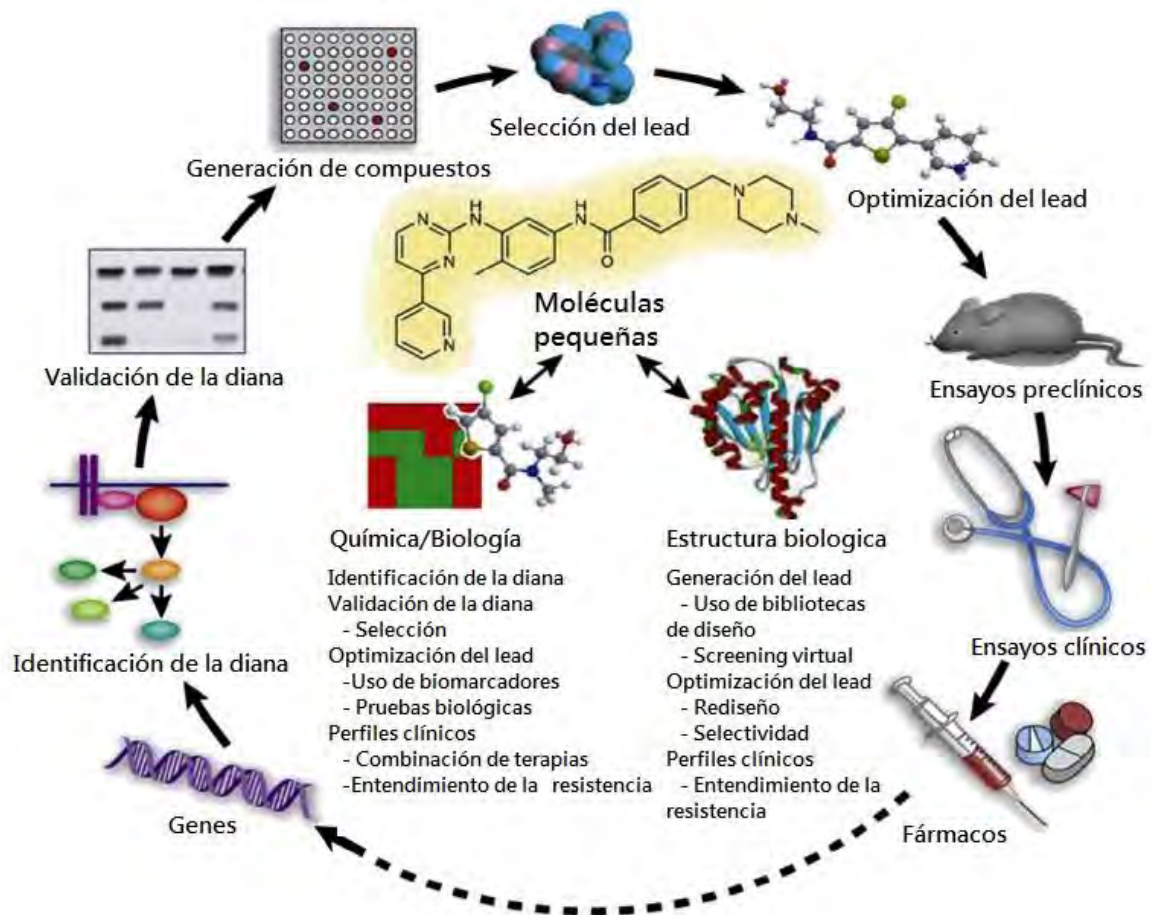 Generación de compuestos
Selección del lead
Optimización del lead
Validación de la diana
Identificación de la diana
Genes
N
N
H
N
H
N
O
N
N
N
Moléculas
pequeñas
Química/Biología
Identificación de la diana
Validación de la diana
- Selección
Optimización del lead
-Uso de biomarcadores
- Pruebas biológicas
Perfiles clínicos
- Combinación de terapias
-Entendimiento de la resistencia
Estructura biologica
Generación del lead
- Uso de bibliotecas
de diseño
- Screening virtual
Optimización del lead
- Rediseño
- Selectividad
Perfiles clínicos
- Entendimiento de la
resistencia
Ensayos preclínicos
Ensayos clínicos
Fármacos